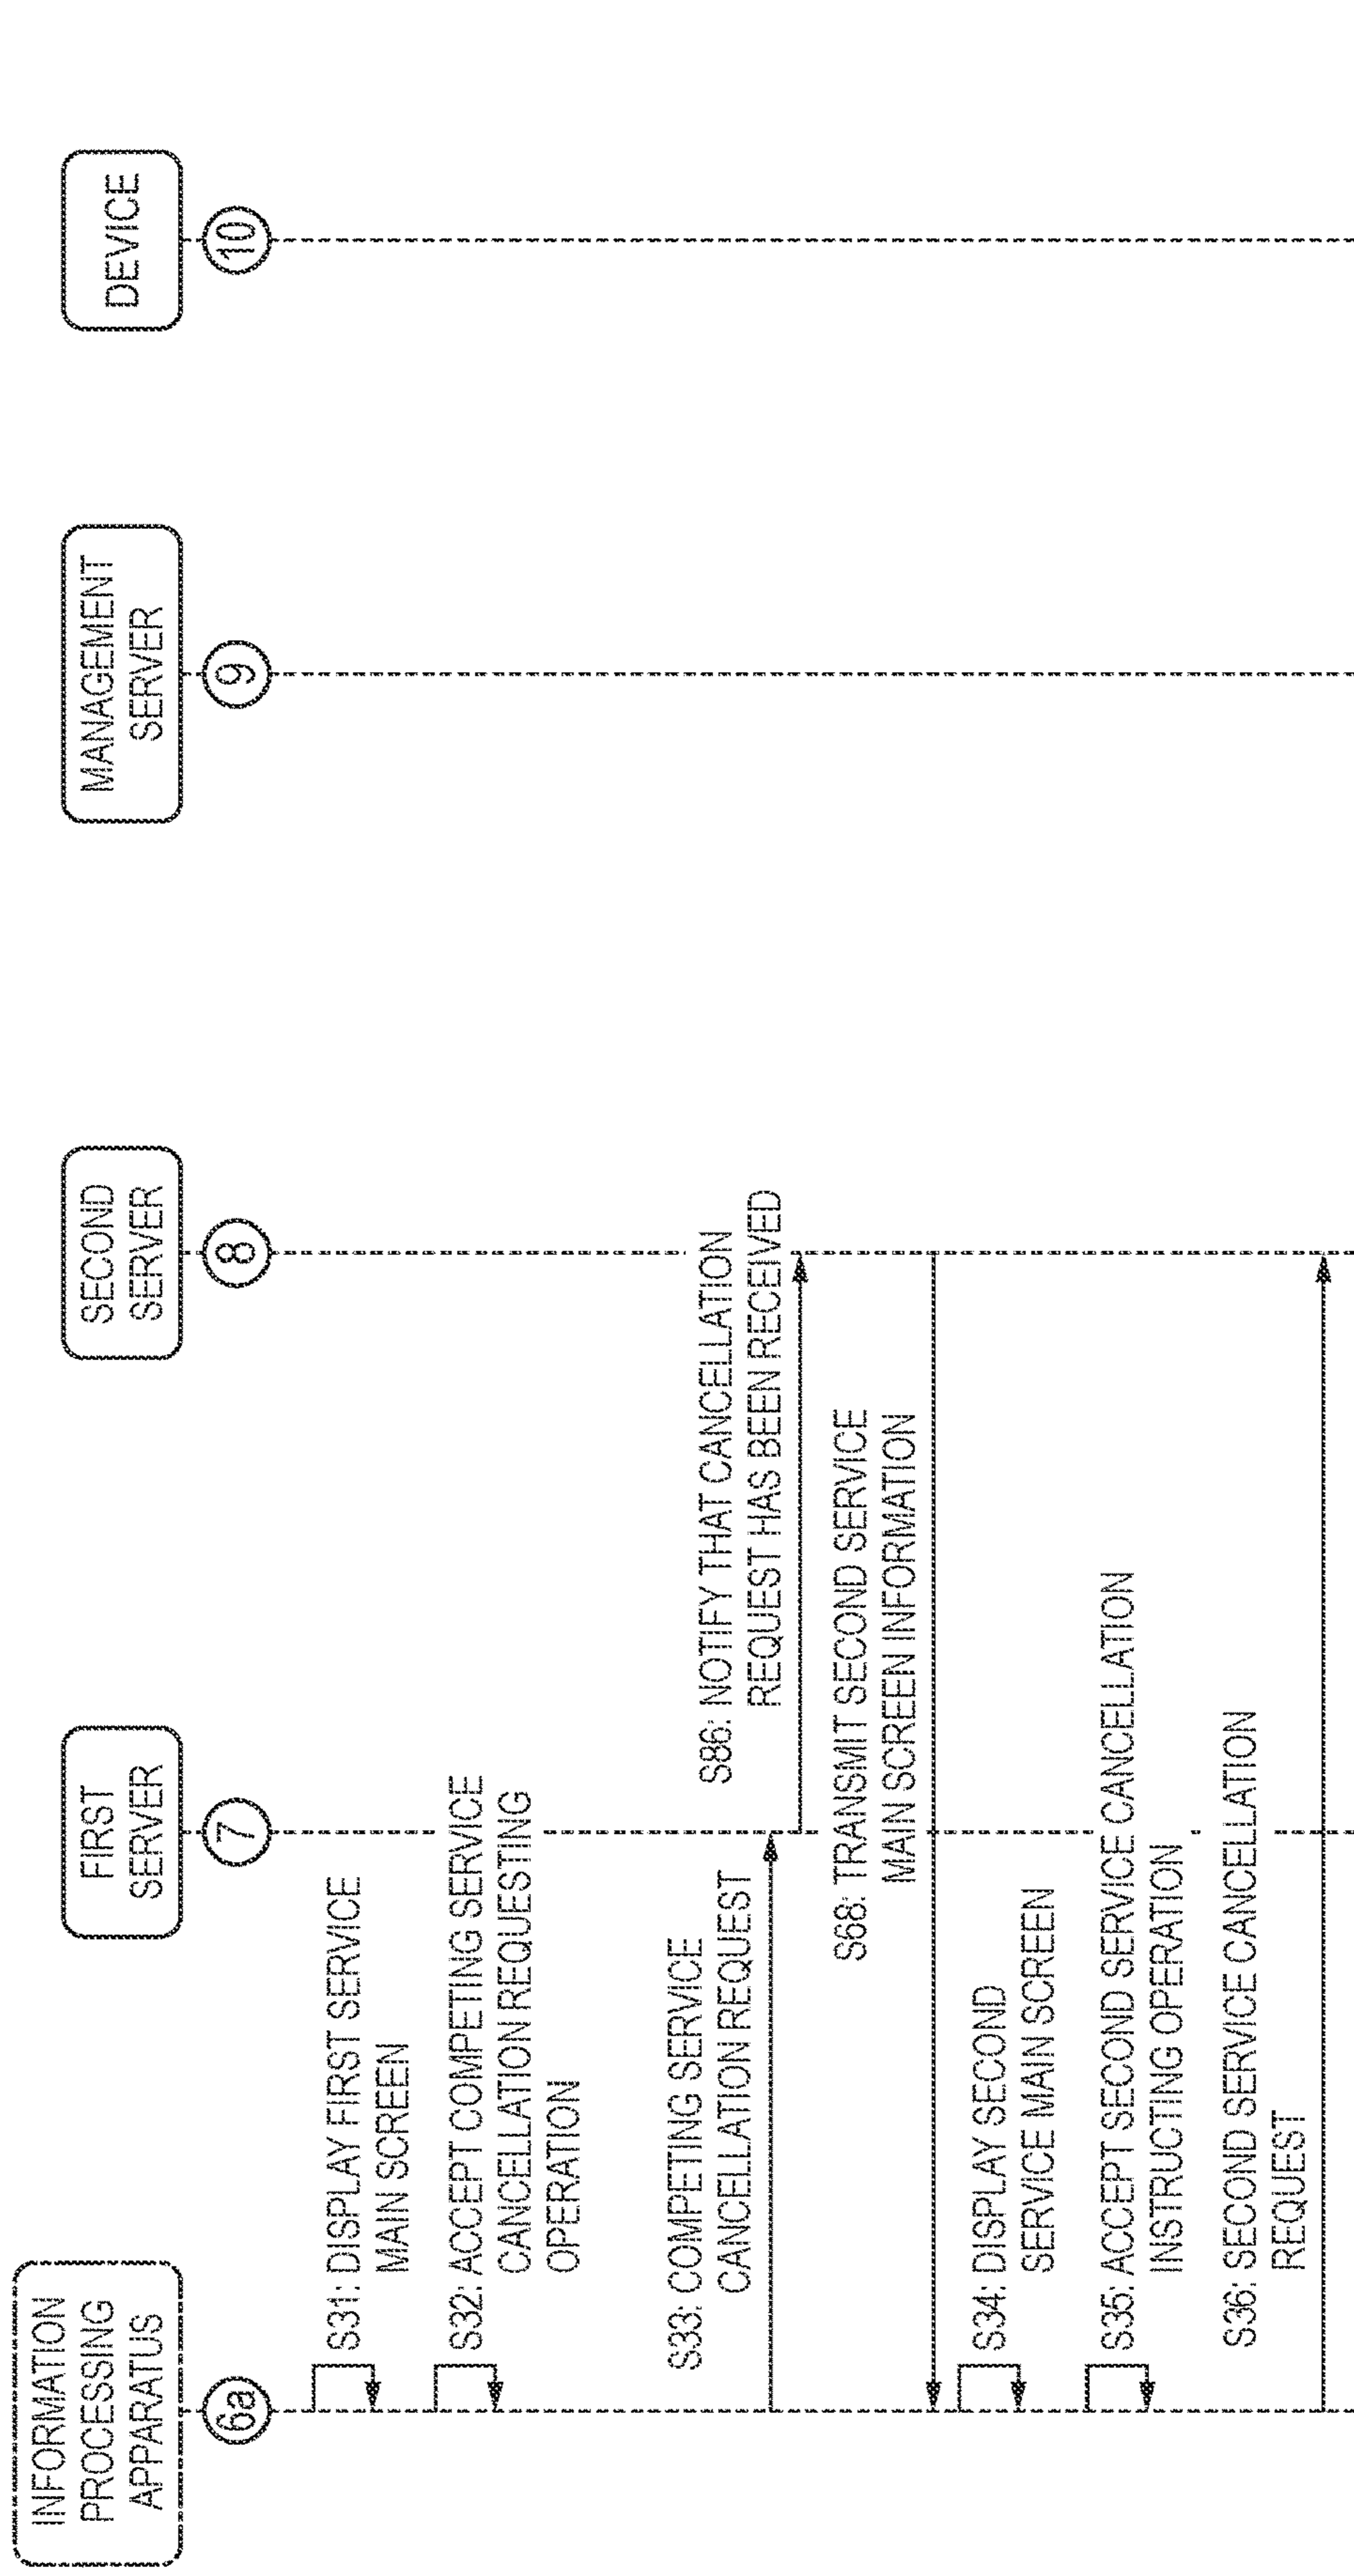 INFORMATION
PROCESSING
APPARATUS
FIRST
SERVER
SECOND
SERVER
MANAGEMENT
SERVER
DEVICE
6a
7
8
9
10
S31: DISPLAY FIRST SERVICE
MAIN SCREEN
S32: ACCEPT COMPETING SERVICE
CANCELLATION REQUESTING
OPERATION
S33: COMPETING SERVICE
CANCELLATION REQUEST
S86: NOTIFY THAT CANCELLATION
REQUEST HAS BEEN RECEIVED
S68: TRANSMIT SECOND SERVICE
MAIN SCREEN INFORMATION
S34: DISPLAY SECOND
SERVICE MAIN SCREEN
S35: ACCEPT SECOND SERVICE CANCELLATION
INSTRUCTING OPERATION
S36: SECOND SERVICE CANCELLATION
REQUEST